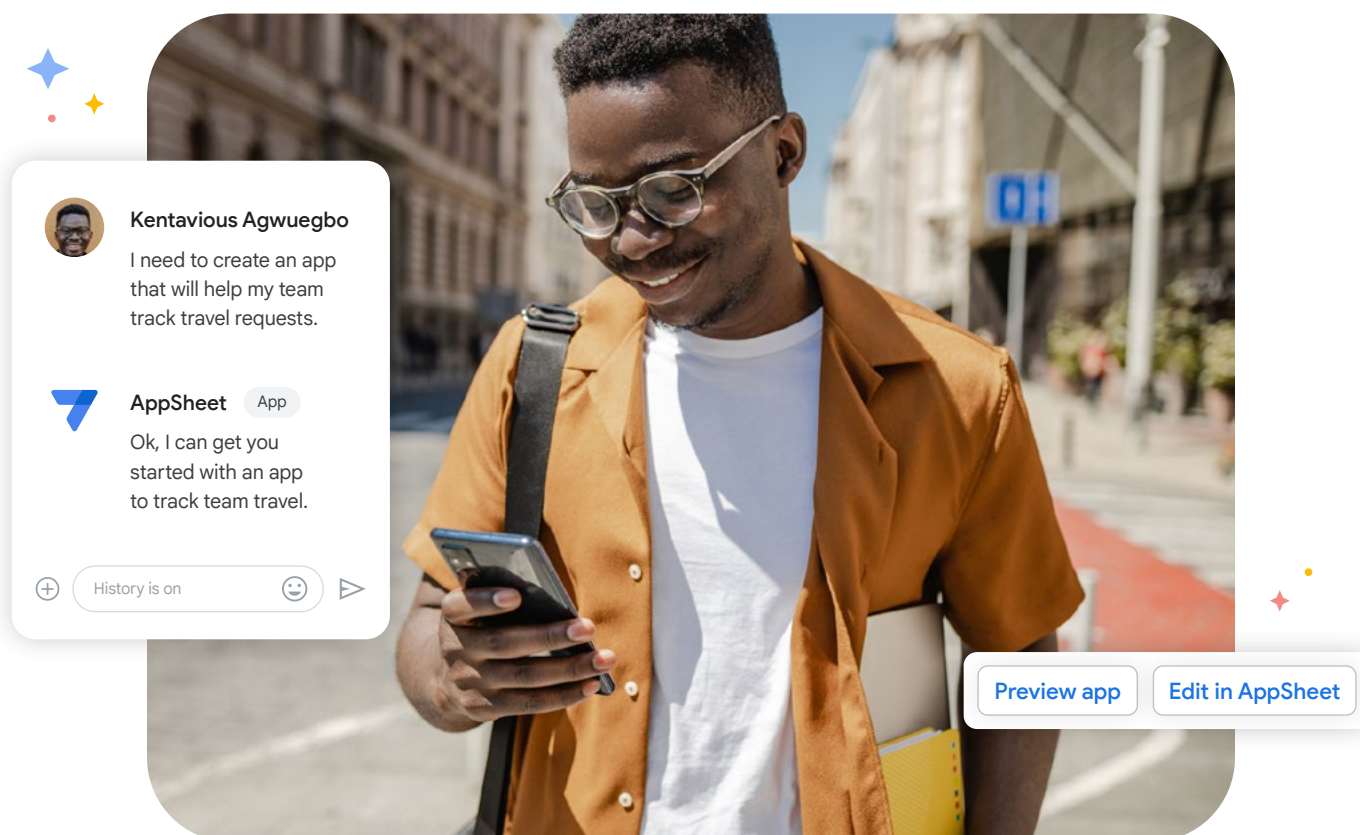 Kentavious Agwuegbo
I need to create an app
that will help my team
track travel requests.
AppSheet App
Ok, I can get you
started with an app
to track team travel.
History is on
Preview app
Edit in AppSheet